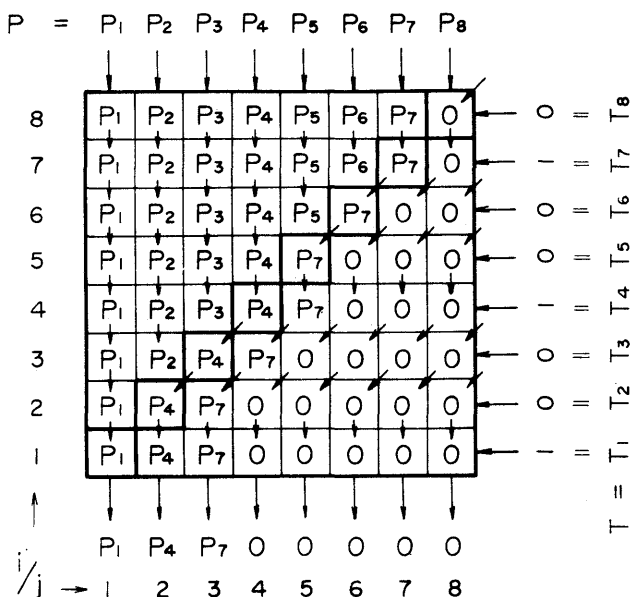 P = P1 P2 P3 P4 P5 P6 P7 P8
8 P1 P2 P3 P4 P5 P6 P7 0 0 = T8
7 P1 P2 P3 P4 P5 P6 P7 0 – = T7
6 P1 P2 P3 P4 P5 P7 0 0 0 = T6
5 P1 P2 P3 P4 P7 0 0 0 0 = T5
4 P1 P2 P3 P4 P7 0 0 0 – = T4
3 P1 P2 P4 P7 0 0 0 0 0 = T3
2 P1 P4 P7 0 0 0 0 0 0 = T2
1 P1 P4 P7 0 0 0 0 0 – = T1
T =
P1 P4 P7 0 0 0 0 0
i/j 1 2 3 4 5 6 7 8